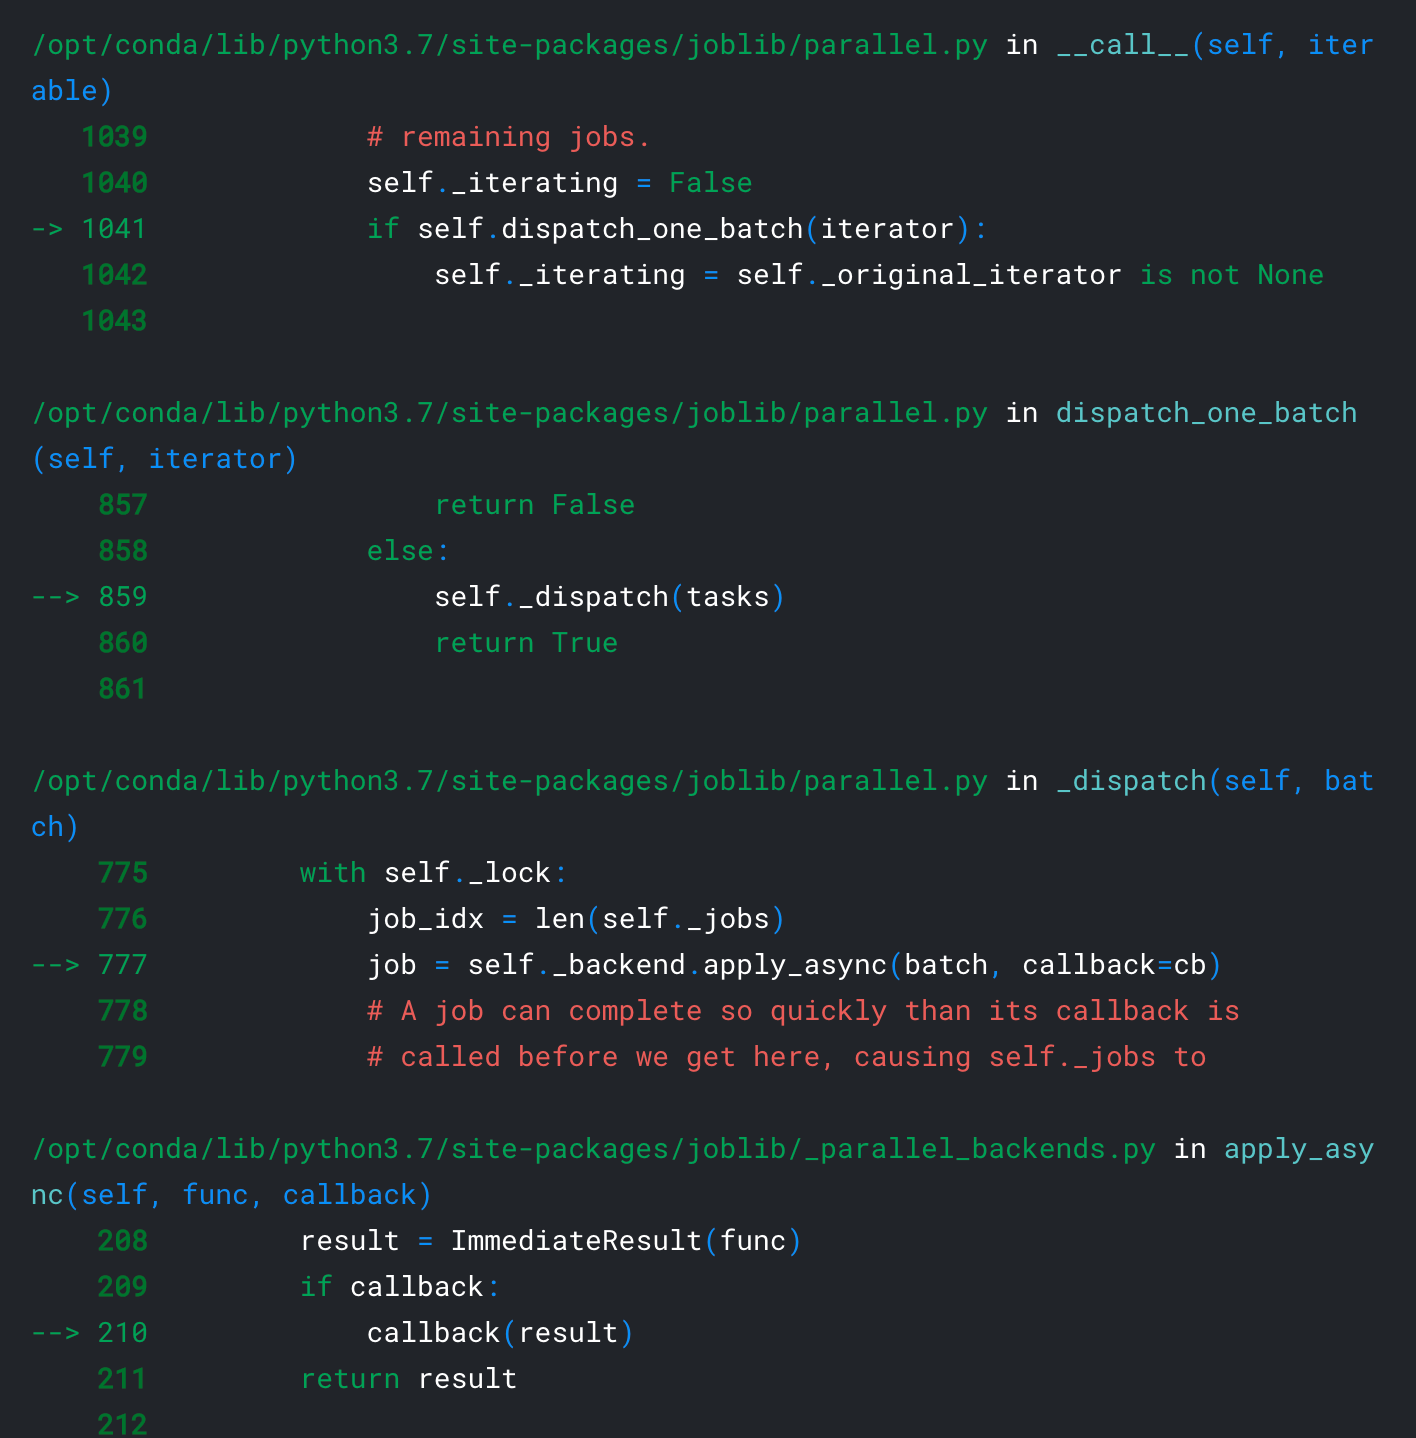 /opt/conda/lib/python3.7/site-packages/joblib/parallel.py in __call__(self, iter
able)
   1039             # remaining jobs.
   1040             self._iterating = False
-> 1041             if self.dispatch_one_batch(iterator):
   1042                 self._iterating = self._original_iterator is not None
   1043
/opt/conda/lib/python3.7/site-packages/joblib/parallel.py in dispatch_one_batch
(self, iterator)
    857                 return False
    858             else:
--> 859                 self._dispatch(tasks)
    860                 return True
    861
/opt/conda/lib/python3.7/site-packages/joblib/parallel.py in _dispatch(self, bat
ch)
    775         with self._lock:
    776             job_idx = len(self._jobs)
--> 777             job = self._backend.apply_async(batch, callback=cb)
    778             # A job can complete so quickly than its callback is
    779             # called before we get here, causing self._jobs to
/opt/conda/lib/python3.7/site-packages/joblib/_parallel_backends.py in apply_asy
nc(self, func, callback)
    208         result = ImmediateResult(func)
    209         if callback:
--> 210             callback(result)
    211         return result
    212